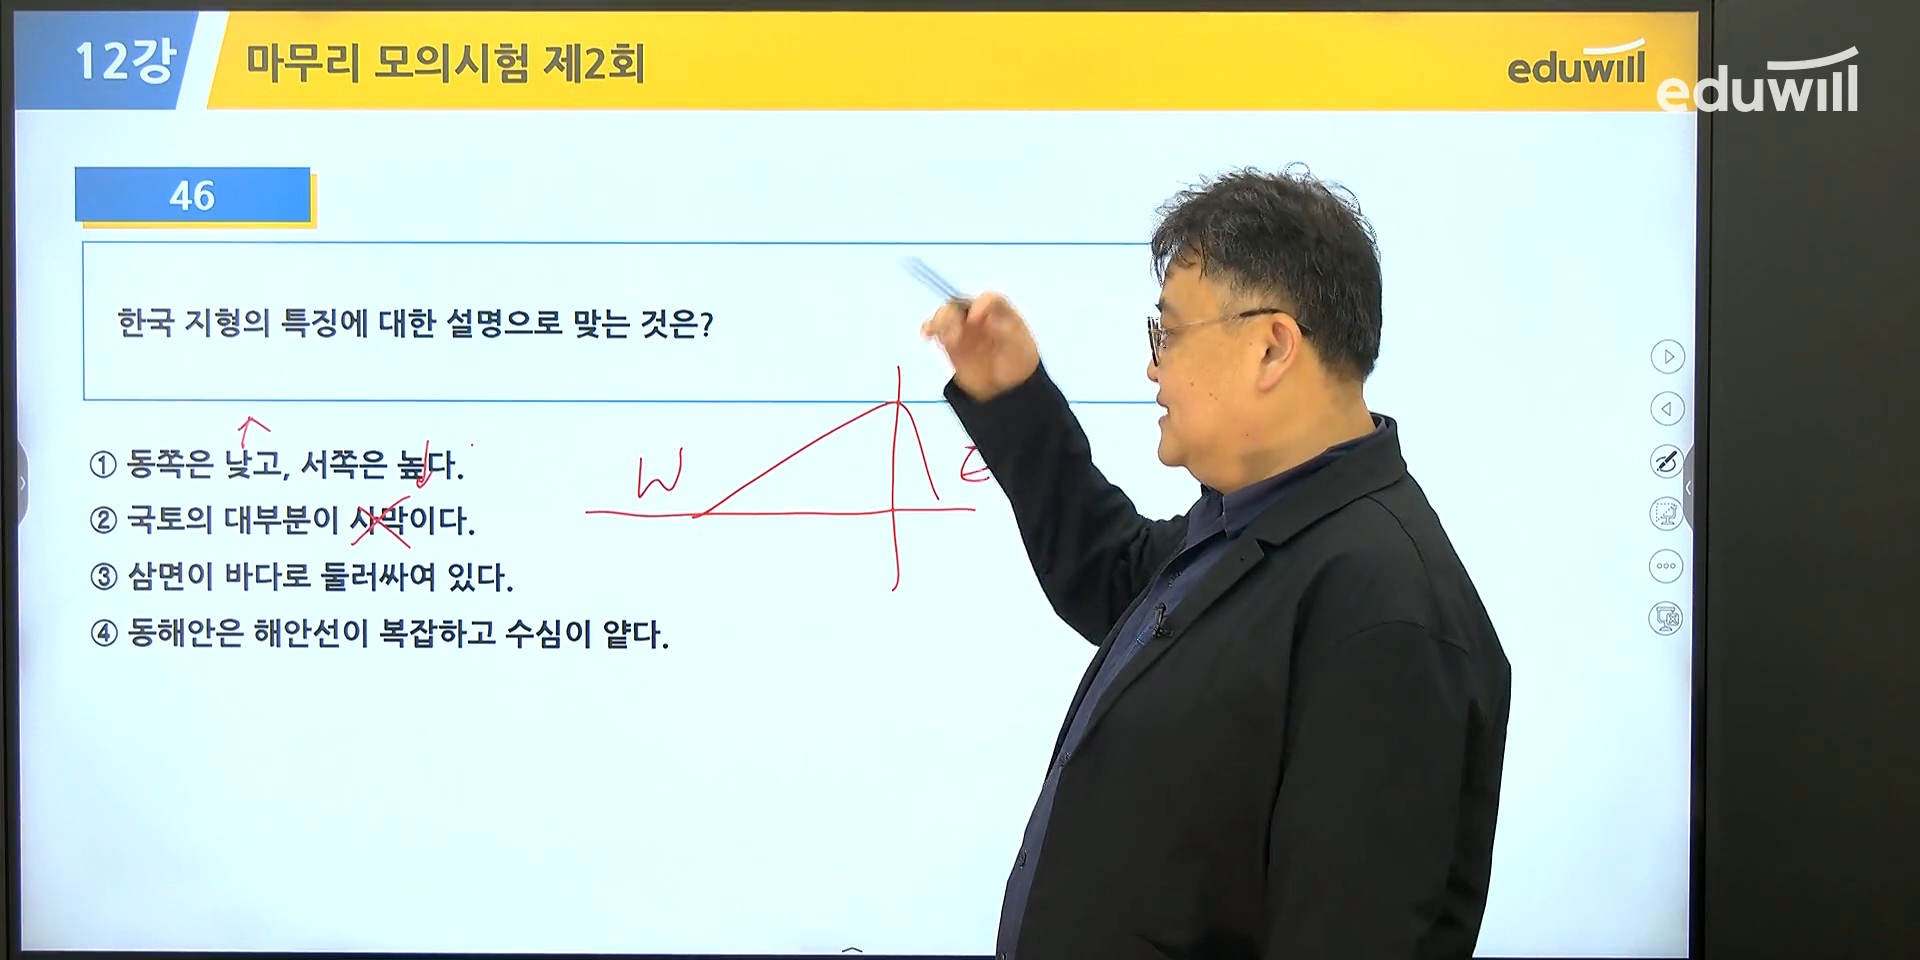 12강 마무리 모의시험 제2회 eduwill
eduwill
46
한국 지형의 특징에 대한 설명으로 맞는 것은?
① 동쪽은 낮고, 서쪽은 높다.
② 국토의 대부분이 사막이다.
③ 삼면이 바다로 둘러싸여 있다.
④ 동해안은 해안선이 복잡하고 수심이 얕다.
W E